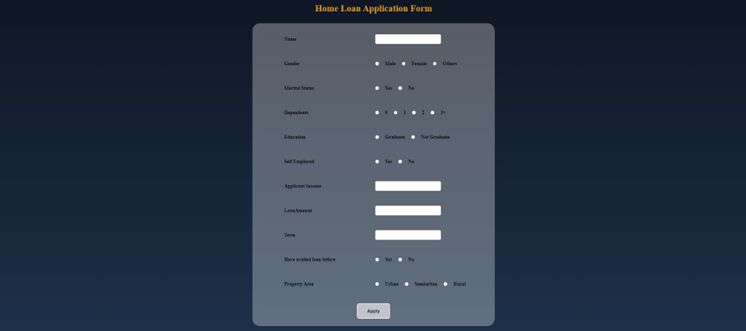 Home Loan Application Form
Name
Gender Male Female Others
Marital Status Yes No
Dependents 0 1 2 3+
Education Graduate Not Graduate
Self Employed Yes No
Applicant Income
LoanAmount
Term
Have availed loan before Yes No
Property Area Urban Semiurban Rural
Apply